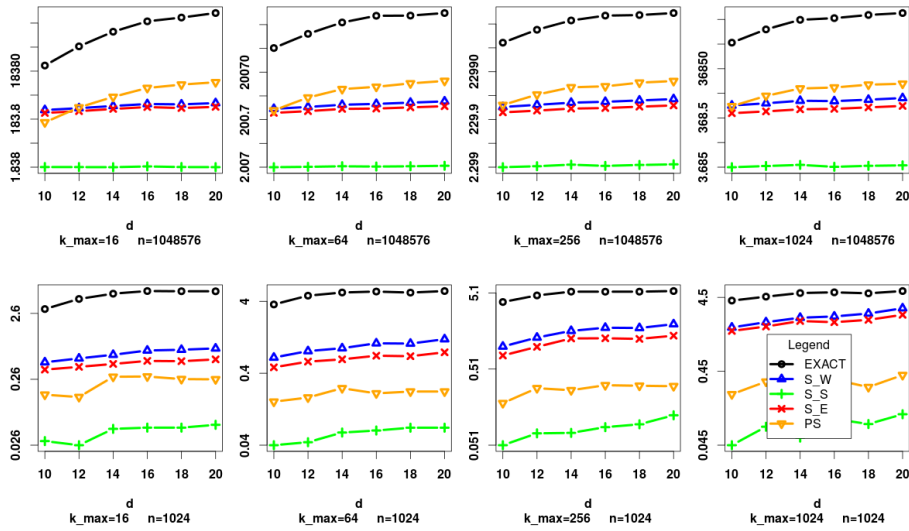 18380
183.8
1.838
10 12 14 16 18 20
d
k_max=16 n=1048576
20070
200.7
2.007
10 12 14 16 18 20
d
k_max=64 n=1048576
22990
229.9
2.299
10 12 14 16 18 20
d
k_max=256 n=1048576
36850
368.5
3.685
10 12 14 16 18 20
d
k_max=1024 n=1048576
2.6
0.26
0.026
10 12 14 16 18 20
d
k_max=16 n=1024
4
0.4
0.04
10 12 14 16 18 20
d
k_max=64 n=1024
5.1
0.51
0.051
10 12 14 16 18 20
d
k_max=256 n=1024
4.5
0.45
0.045
Legend
EXACT
S_W
S_S
S_E
PS
10 12 14 16 18 20
d
k_max=1024 n=1024